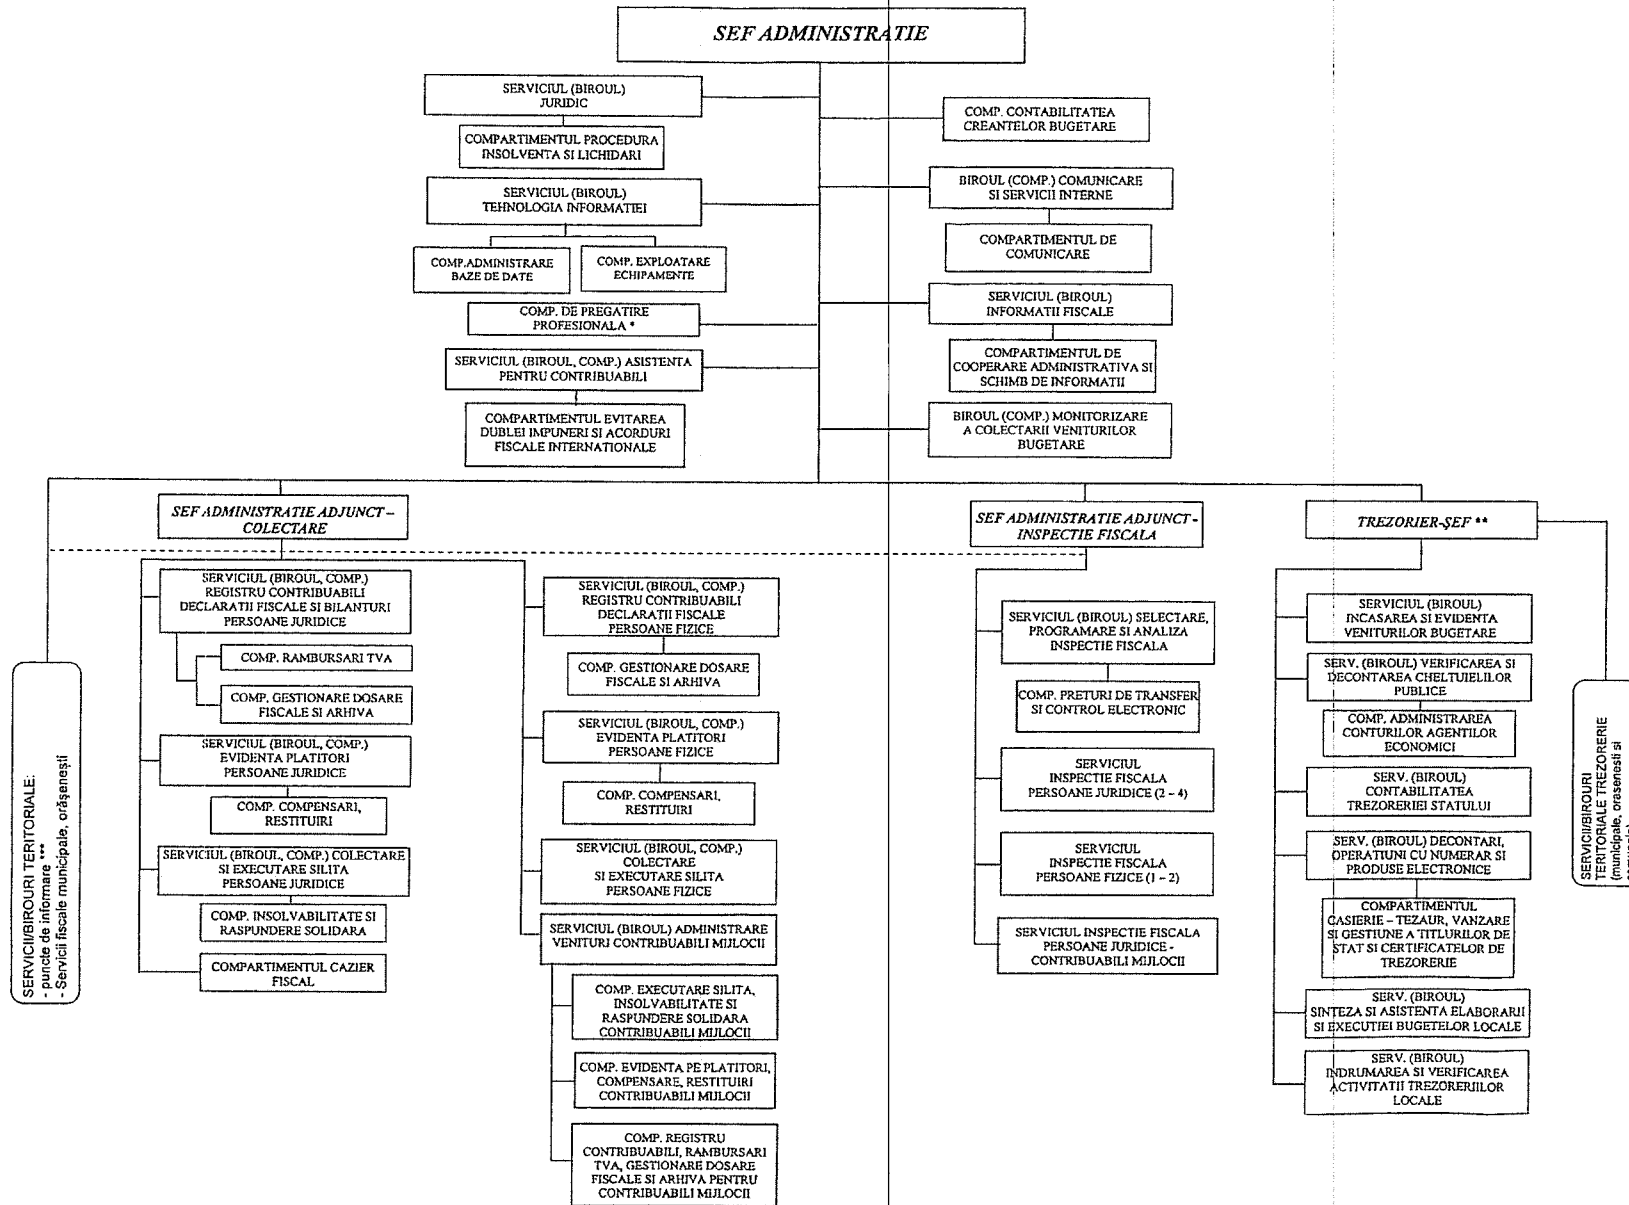 SEF ADMINISTRATIE
SERVICIUL (BIROUL)
JURIDIC
COMPARTIMENTUL PROCEDURA
INSOLVENTA SI LICHIDARI
SERVICIUL (BIROUL)
TEHNOLOGIA INFORMATIEI
COMP.ADMINISTRARE
BAZE DE DATE
COMP. EXPLOATARE
ECHIPAMENTE
COMP. DE PREGATIRE
PROFESIONALA *
SERVICIUL (BIROUL, COMP.) ASISTENTA
PENTRU CONTRIBUABILI
COMPARTIMENTUL EVITAREA
DUBLEI IMPUNERI SI ACORDURI
FISCALE INTERNATIONALE
COMP. CONTABILITATEA
CREANTELOR BUGETARE
BIROUL (COMP.) COMUNICARE
SI SERVICII INTERNE
COMPARTIMENTUL DE
COMUNICARE
SERVICIUL (BIROUL)
INFORMATII FISCALE
COMPARTIMENTUL DE
COOPERARE ADMINISTRATIVA SI
SCHIMB DE INFORMATII
BIROUL (COMP.) MONITORIZARE
A COLECTARII VENITURILOR
BUGETARE
SERVICII/BIROURI TERITORIALE:
- puncte de informare ***
- Servicii fiscale municipale, orăşeneşti
SEF ADMINISTRATIE ADJUNCT –
COLECTARE
SERVICIUL (BIROUL, COMP.)
REGISTRU CONTRIBUABILI
DECLARATII FISCALE SI BILANTURI
PERSOANE JURIDICE
COMP. RAMBURSARI TVA
COMP. GESTIONARE DOSARE
FISCALE SI ARHIVA
SERVICIUL (BIROUL, COMP.)
EVIDENTA PLATITORI
PERSOANE JURIDICE
COMP. COMPENSARI,
RESTITUIRI
SERVICIUL (BIROUL, COMP.) COLECTARE
SI EXECUTARE SILITA
PERSOANE JURIDICE
COMP. INSOLVABILITATE SI
RASPUNDERE SOLIDARA
COMPARTIMENTUL CAZIER
FISCAL
SERVICIUL (BIROUL, COMP.)
REGISTRU CONTRIBUABILI
DECLARATII FISCALE
PERSOANE FIZICE
COMP. GESTIONARE DOSARE
FISCALE SI ARHIVA
SERVICIUL (BIROUL, COMP.)
EVIDENTA PLATITORI
PERSOANE FIZICE
COMP. COMPENSARI,
RESTITUIRI
SERVICIUL (BIROUL, COMP.)
COLECTARE
SI EXECUTARE SILITA
PERSOANE FIZICE
SERVICIUL (BIROUL) ADMINISTRARE
VENITURI CONTRIBUABILI MIJLOCII
COMP. EXECUTARE SILITA,
INSOLVABILITATE SI
RASPUNDERE SOLIDARA
CONTRIBUABILI MIJLOCII
COMP. EVIDENTA PE PLATITORI,
COMPENSARE, RESTITUIRI
CONTRIBUABILI MIJLOCII
COMP. REGISTRU
CONTRIBUABILI, RAMBURSARI
TVA, GESTIONARE DOSARE
FISCALE SI ARHIVA PENTRU
CONTRIBUABILI MIJLOCII
SEF ADMINISTRATIE ADJUNCT-
INSPECTIE FISCALA
SERVICIUL (BIROUL) SELECTARE,
PROGRAMARE SI ANALIZA
INSPECTIE FISCALA
COMP. PRETURI DE TRANSFER
SI CONTROL ELECTRONIC
SERVICIUL
INSPECTIE FISCALA
PERSOANE JURIDICE (2 – 4)
SERVICIUL
INSPECTIE FISCALA
PERSOANE FIZICE (1 – 2)
SERVICIUL INSPECTIE FISCALA
PERSOANE JURIDICE -
CONTRIBUABILI MIJLOCII
TREZORIER-ŞEF **
SERVICIUL (BIROUL)
INCASAREA SI EVIDENTA
VENITURILOR BUGETARE
SERV. (BIROUL) VERIFICAREA SI
DECONTAREA CHELTUIELILOR
PUBLICE
COMP. ADMINISTRAREA
CONTURILOR AGENTILOR
ECONOMICI
SERV. (BIROUL)
CONTABILITATEA
TREZORERIEI STATULUI
SERV. (BIROUL) DECONTARI,
OPERATIUNI CU NUMERAR SI
PRODUSE ELECTRONICE
COMPARTIMENTUL
CASIERIE – TEZAUR, VANZARE
SI GESTIUNE A TITLURILOR DE
STAT SI CERTIFICATELOR DE
TREZORERIE
SERV. (BIROUL)
SINTEZA SI ASISTENTA ELABORARII
SI EXECUTIEI BUGETELOR LOCALE
SERV. (BIROUL)
INDRUMAREA SI VERIFICAREA
ACTIVITATII TREZORERIILOR
LOCALE
SERVICII/BIROURI
TERITORIALE TREZORERIE
(municipale, orasenesti si